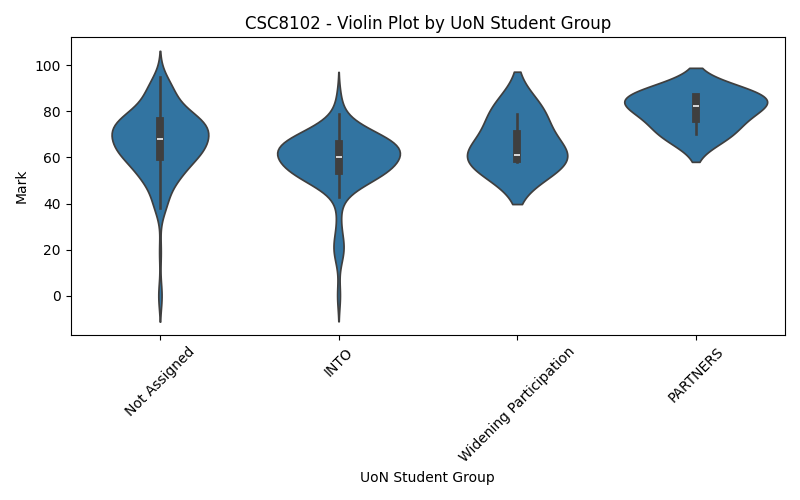 CSC8102 - Violin Plot by UoN Student Group
100
80
60
40
20
0
Mark
Not Assigned
INTO
Widening Participation
PARTNERS
UoN Student Group